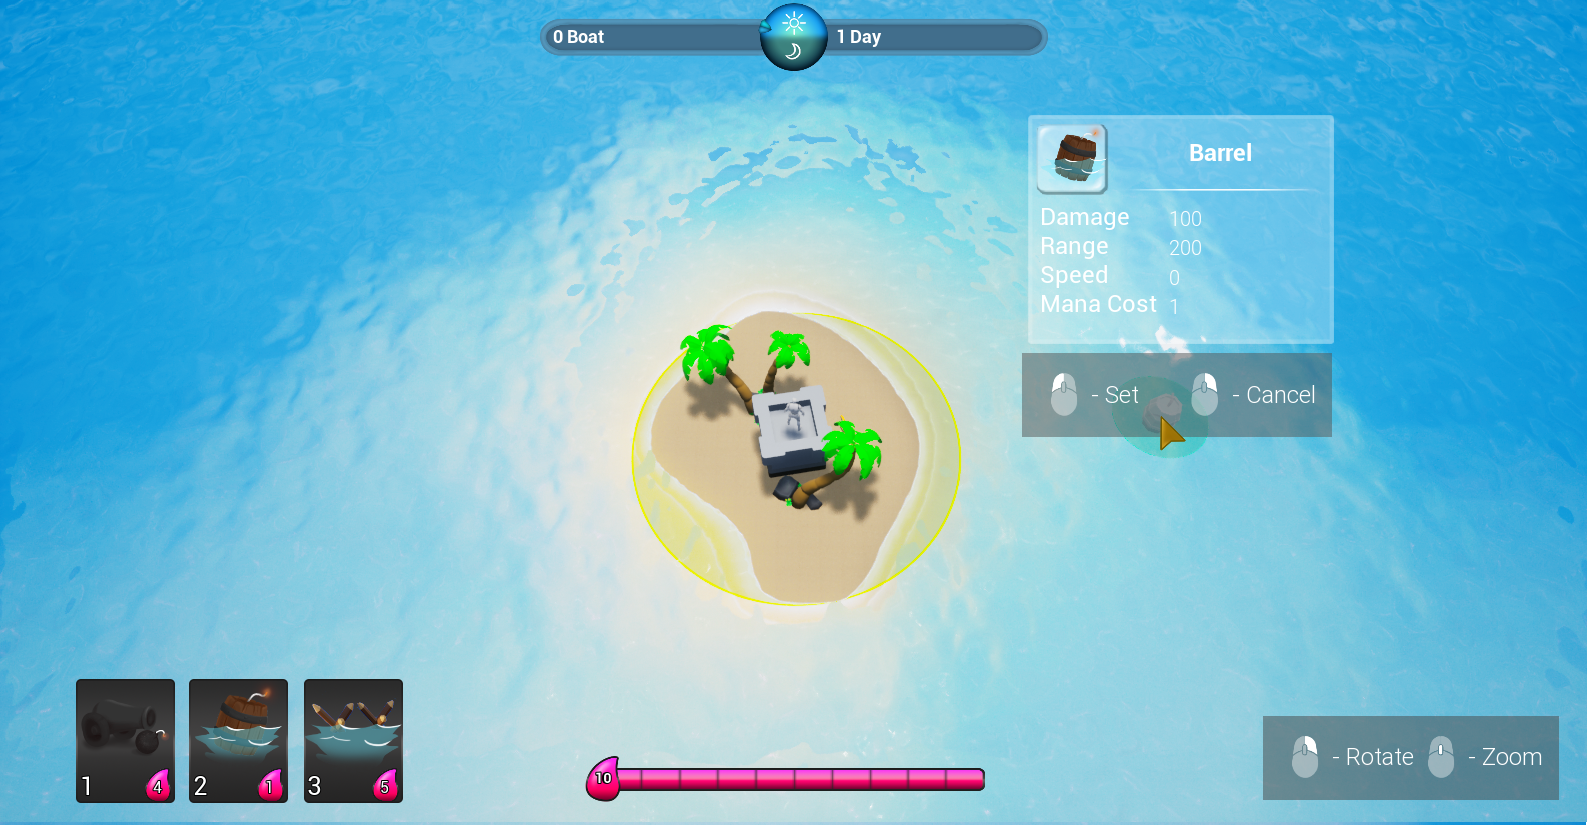 0 Boat
1 Day
Barrel
Damage 100
Range 200
Speed 0
Mana Cost 1
- Set - Cancel
1 4
2 1
3 5
10
- Rotate - Zoom